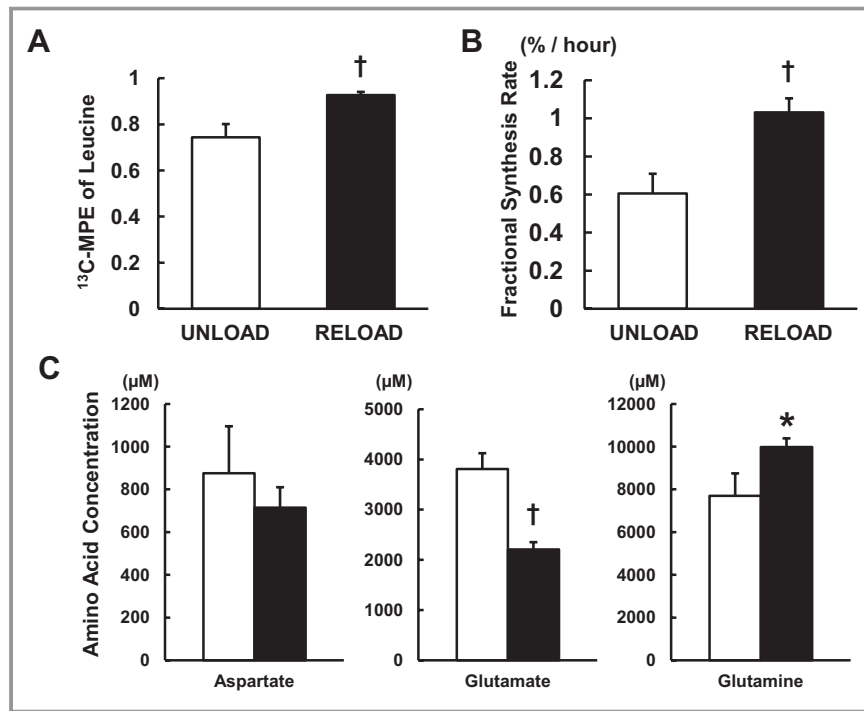 A
¹³C-MPE of Leucine
1
0.8
0.6
0.4
0.2
0
†
UNLOAD RELOAD
B
(% / hour)
Fractional Synthesis Rate
1.2
1
0.8
0.6
0.4
0.2
0
†
UNLOAD RELOAD
C
Amino Acid Concentration
(μM)
1200
1000
800
600
400
200
0
Aspartate
(μM)
5000
4000
3000
2000
1000
0
†
Glutamate
(μM)
10000
12000
8000
6000
4000
2000
0
*
Glutamine